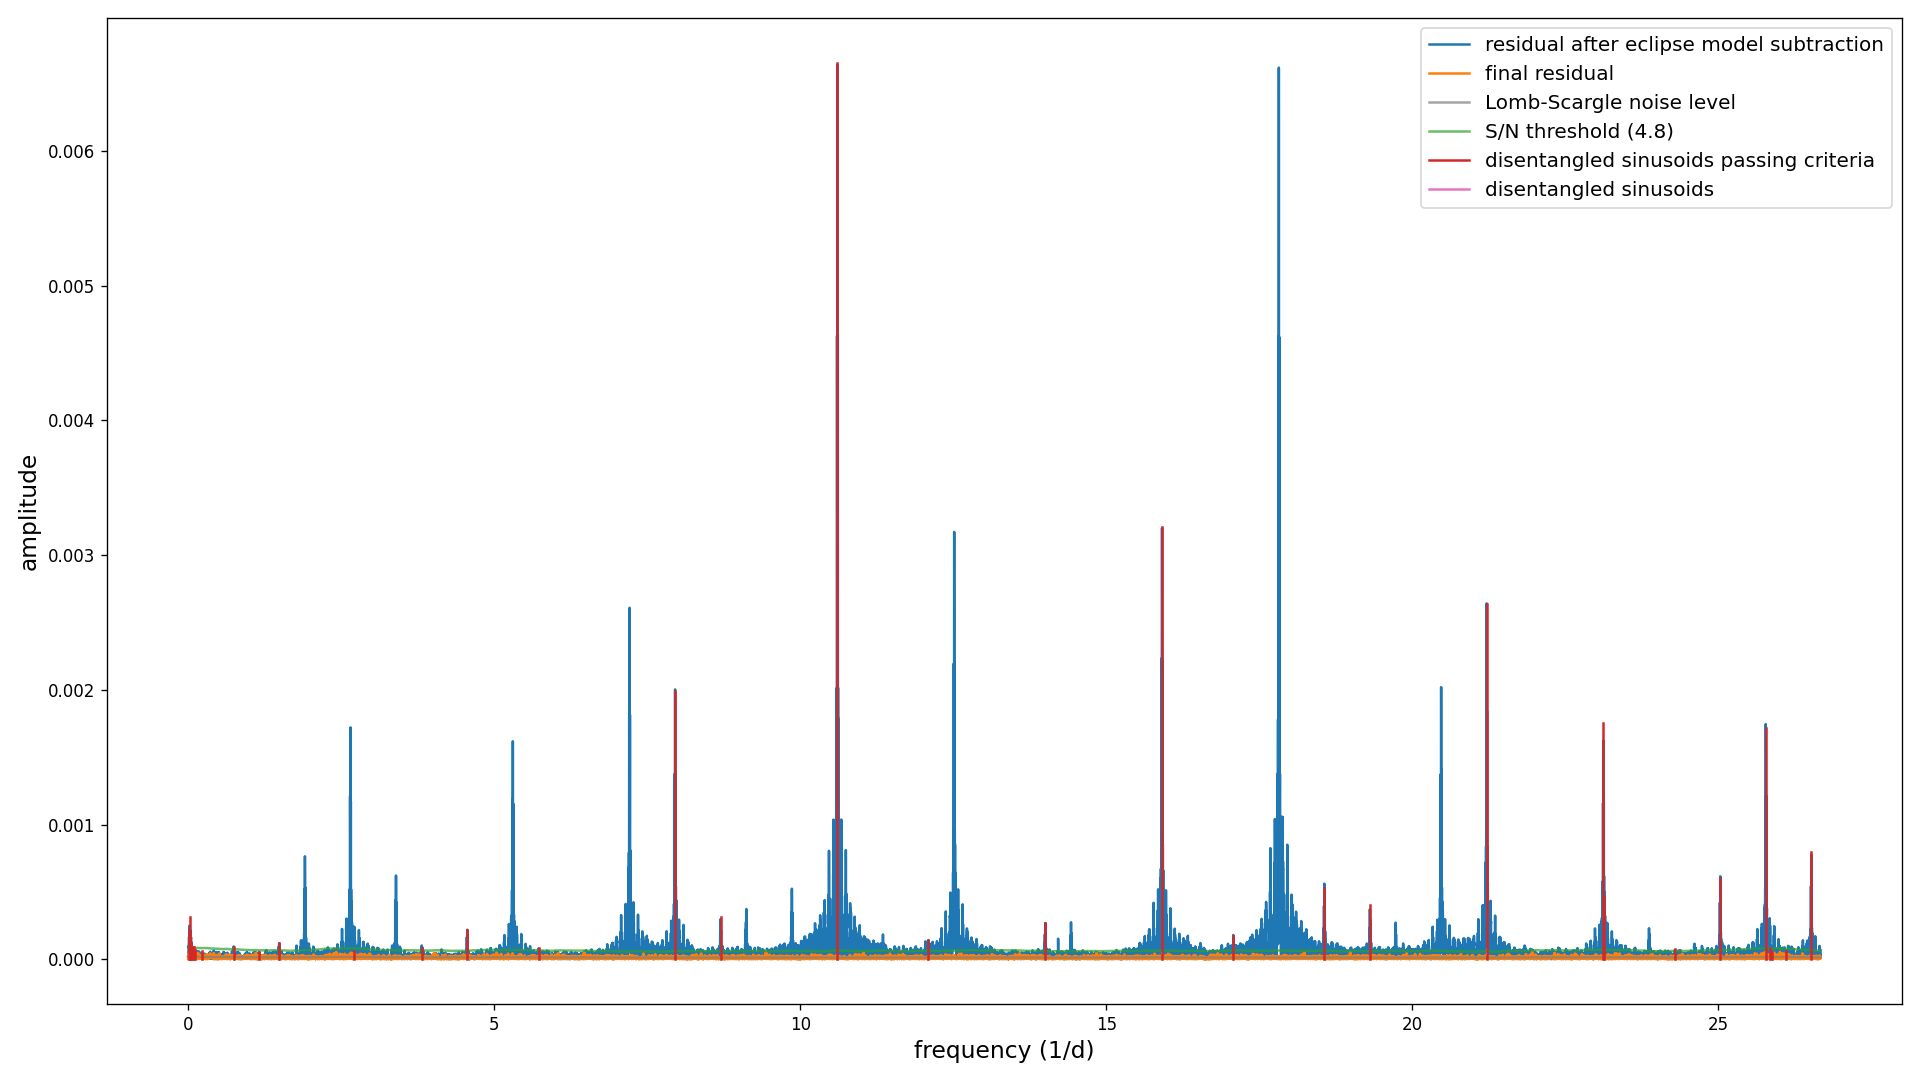 residual after eclipse model subtraction
final residual
Lomb-Scargle noise level
S/N threshold (4.8)
disentangled sinusoids passing criteria
disentangled sinusoids
0.006
0.005
0.004
0.003
0.002
0.001
0.000
amplitude
0 5 10 15 20 25
frequency (1/d)